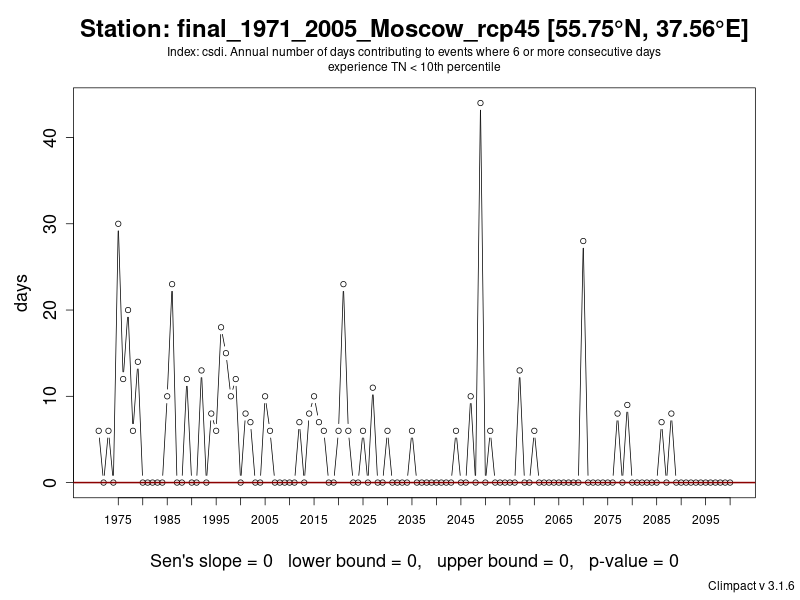 Station: final_1971_2005_Moscow_rcp45 [55.75°N, 37.56°E]
Index: csdi. Annual number of days contributing to events where 6 or more consecutive days
experience TN < 10th percentile
days
40
30
20
10
0
1975 1985 1995 2005 2015 2025 2035 2045 2055 2065 2075 2085 2095
Sen's slope = 0 lower bound = 0, upper bound = 0, p-value = 0
Climpact v 3.1.6